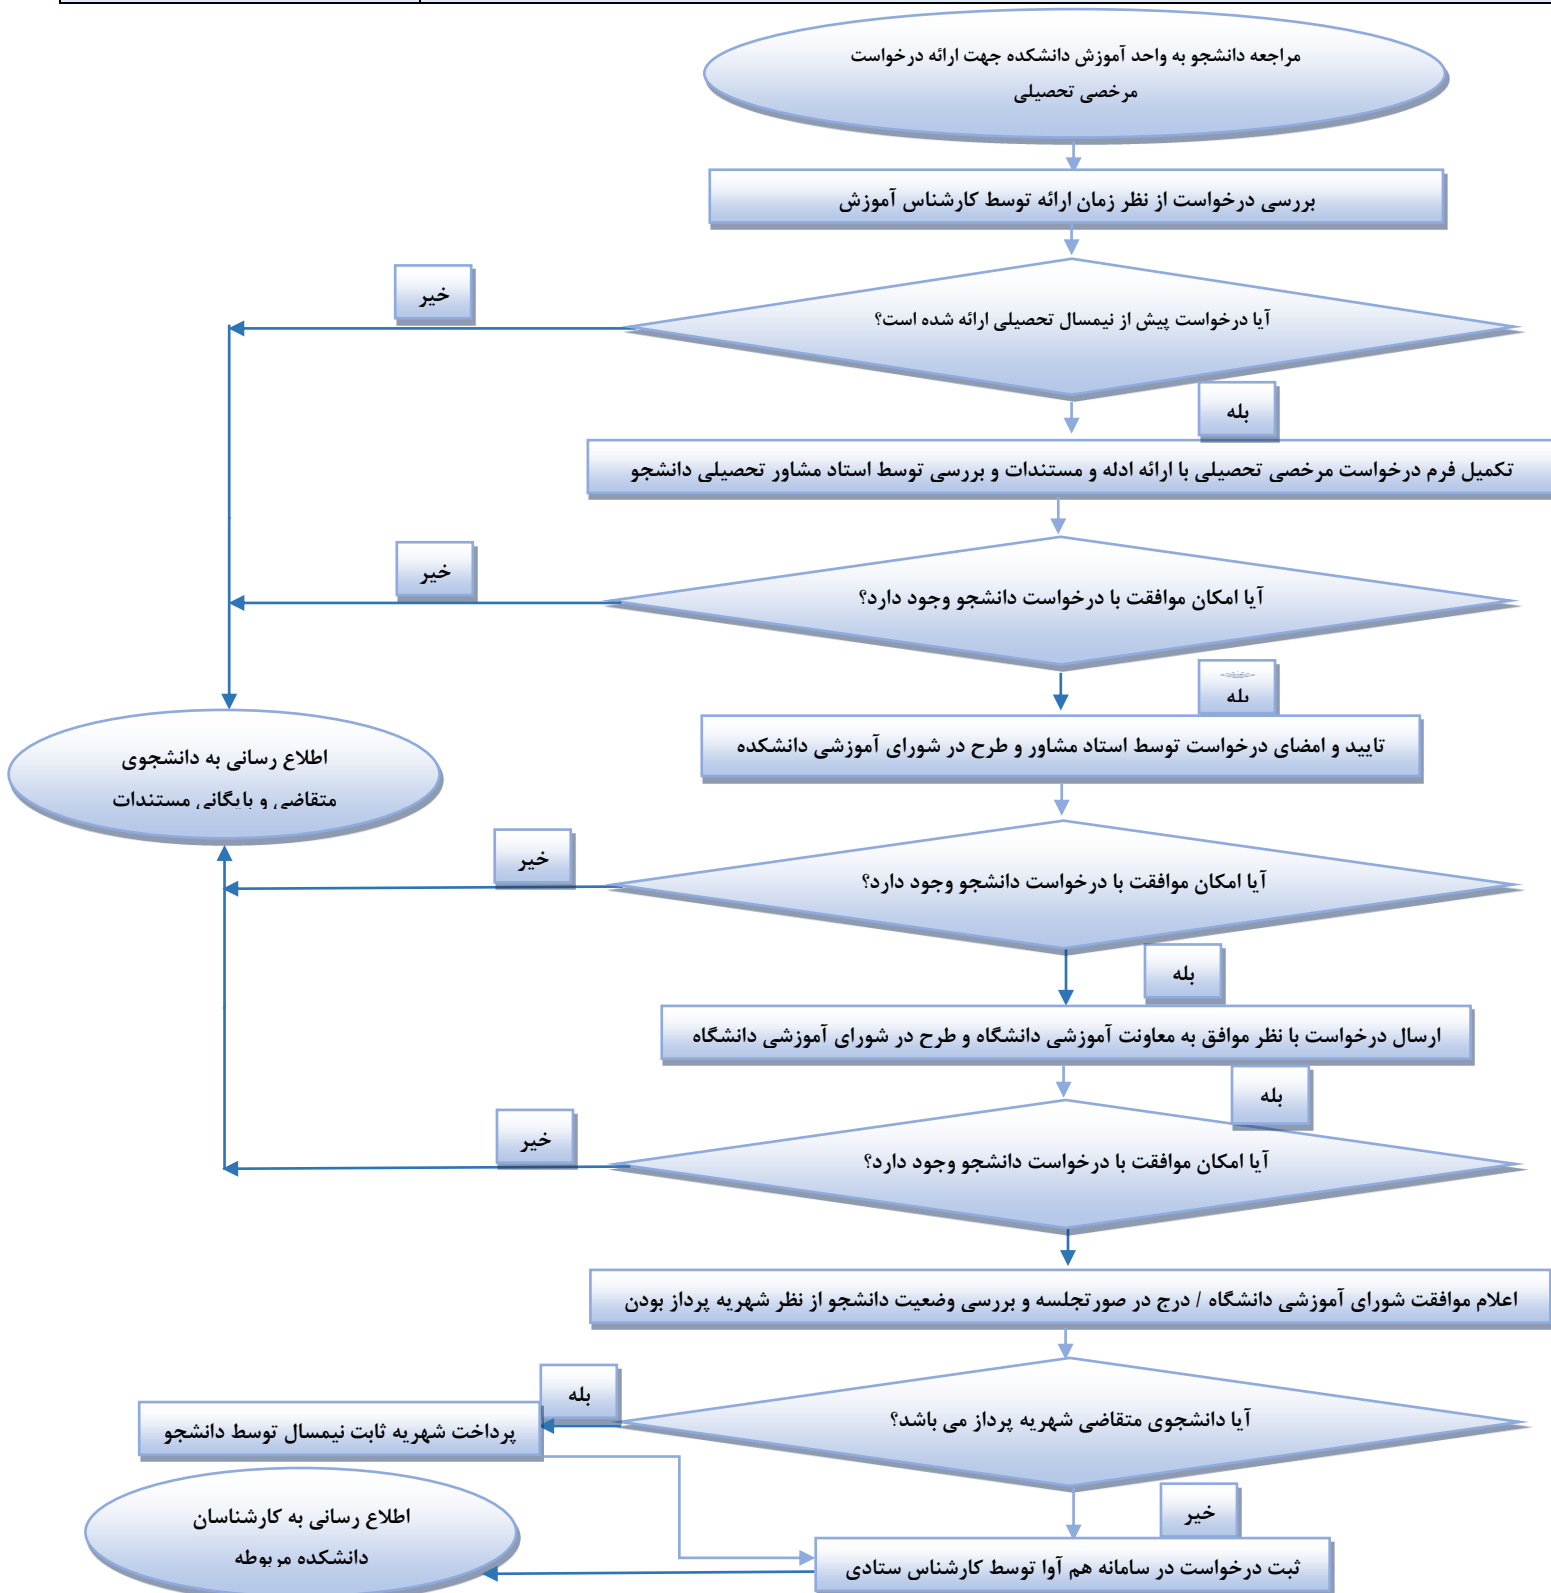 مراجعه دانشجو به واحد آموزش دانشکده جهت ارائه درخواست
مرخصی تحصیلی
بررسی درخواست از نظر زمان ارائه توسط کارشناس آموزش
خیر
آیا درخواست پیش از نیمسال تحصیلی ارائه شده است؟
بله
تکمیل فرم درخواست مرخصی تحصیلی با ارائه ادله و مستندات و بررسی توسط استاد مشاور تحصیلی دانشجو
خیر
آیا امکان موافقت با درخواست دانشجو وجود دارد؟
بله
تایید و امضای درخواست توسط استاد مشاور و طرح در شورای آموزشی دانشکده
اطلاع رسانی به دانشجوی
متقاضی و بایگانی مستندات
خیر
آیا امکان موافقت با درخواست دانشجو وجود دارد؟
بله
ارسال درخواست با نظر موافق به معاونت آموزشی دانشگاه و طرح در شورای آموزشی دانشگاه
بله
خیر
آیا امکان موافقت با درخواست دانشجو وجود دارد؟
اعلام موافقت شورای آموزشی دانشگاه / درج در صورتجلسه و بررسی وضعیت دانشجو از نظر شهریه پرداز بودن
بله
آیا دانشجوی متقاضی شهریه پرداز می باشد؟
پرداخت شهریه ثابت نیمسال توسط دانشجو
خیر
اطلاع رسانی به کارشناسان
دانشکده مربوطه
ثبت درخواست در سامانه هم آوا توسط کارشناس ستادی